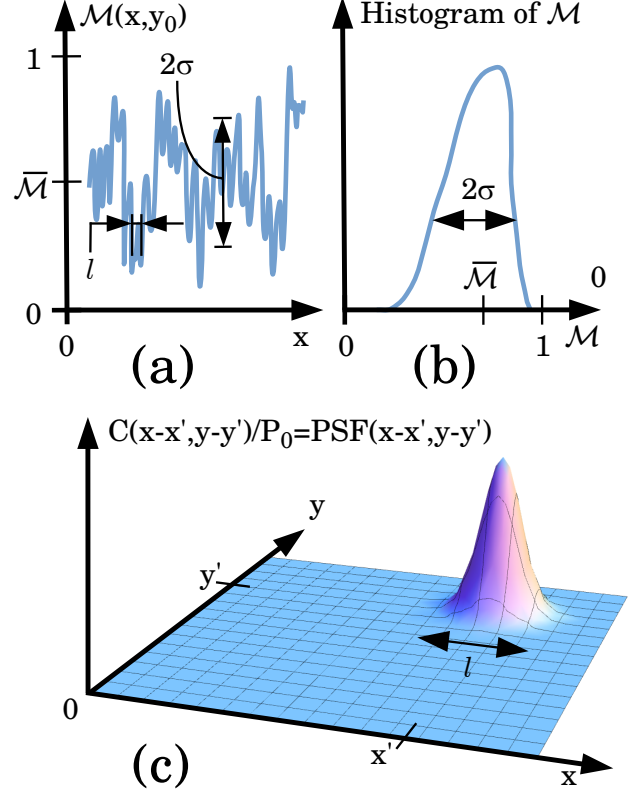 ℳ(x,y₀)
2σ
1
ℳ̅
l
0
0
x
(a)
Histogram of ℳ
2σ
ℳ̅
0
0
1
ℳ
(b)
C(x-x',y-y')/P₀=PSF(x-x',y-y')
y
y'
l
0
x'
x
(c)